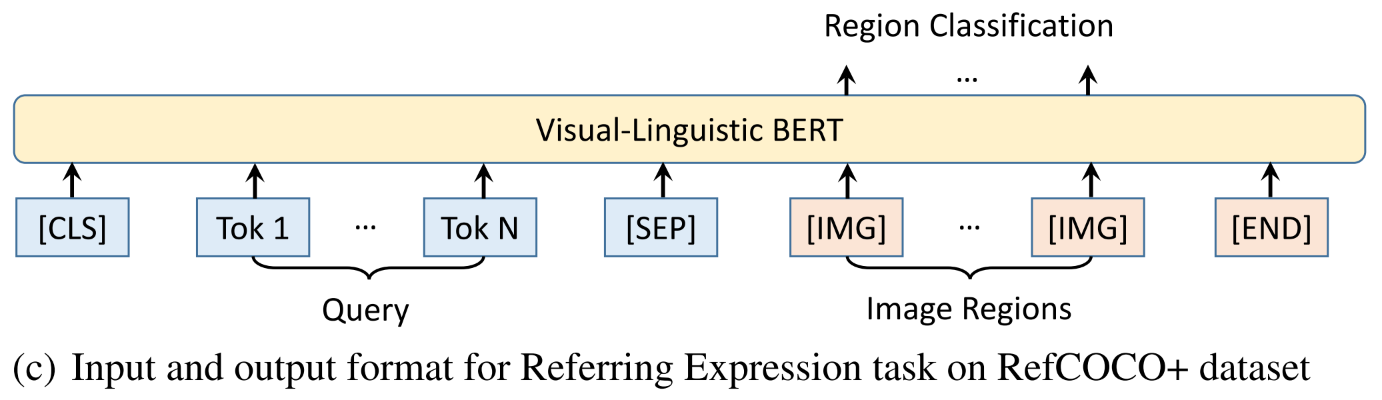 Region Classification
...
Visual-Linguistic BERT
[CLS] Tok 1 ... Tok N [SEP] [IMG] ... [IMG] [END]
Query Image Regions
(c) Input and output format for Referring Expression task on RefCOCO+ dataset